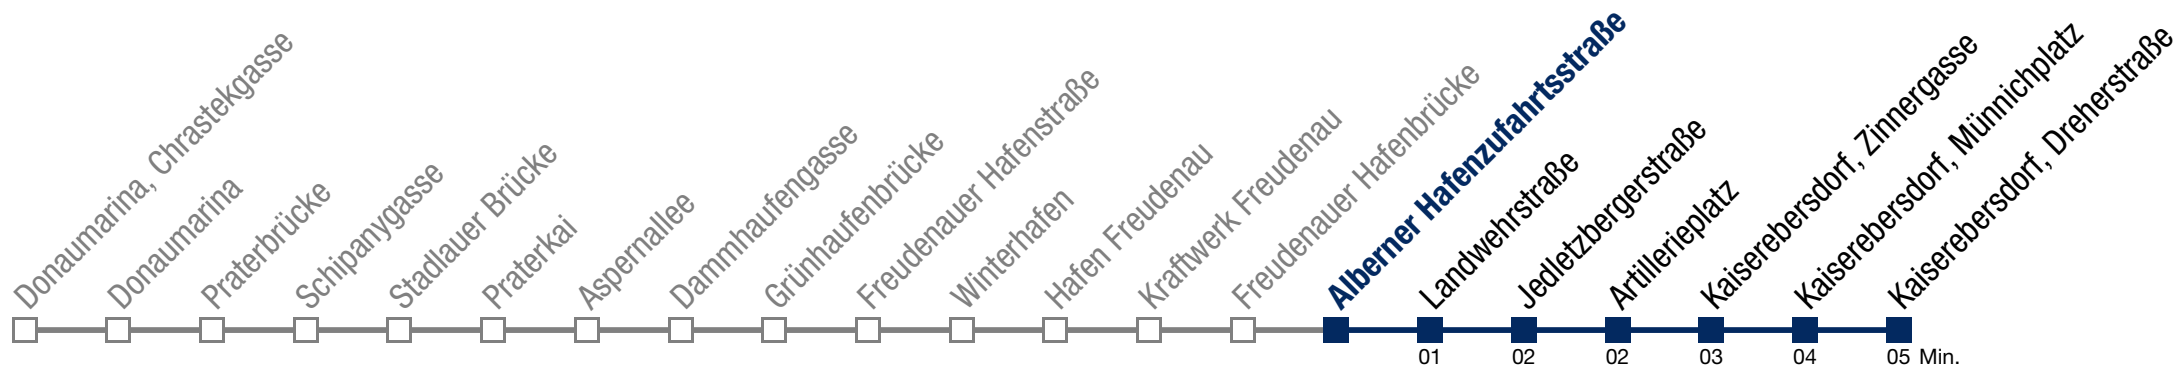 Donaumarina, Chrastekgasse
Donaumarina
Praterbrücke
Schipanygasse
Stadlauer Brücke
Praterkai
Aspernallee
Dammhaufengasse
Grünhaufenbrücke
Freudenauer Hafenstraße
Winterhafen
Hafen Freudenau
Kraftwerk Freudenau
Freudenauer Hafenbrücke
Alberner Hafenzufahrtsstraße
Landwehrstraße
Jedletzbergerstraße
Artillerieplatz
Kaiserebersdorf, Zinnergasse
Kaiserebersdorf, Münnichplatz
Kaiserebersdorf, Dreherstraße
01 02 02 03 04 05 Min.